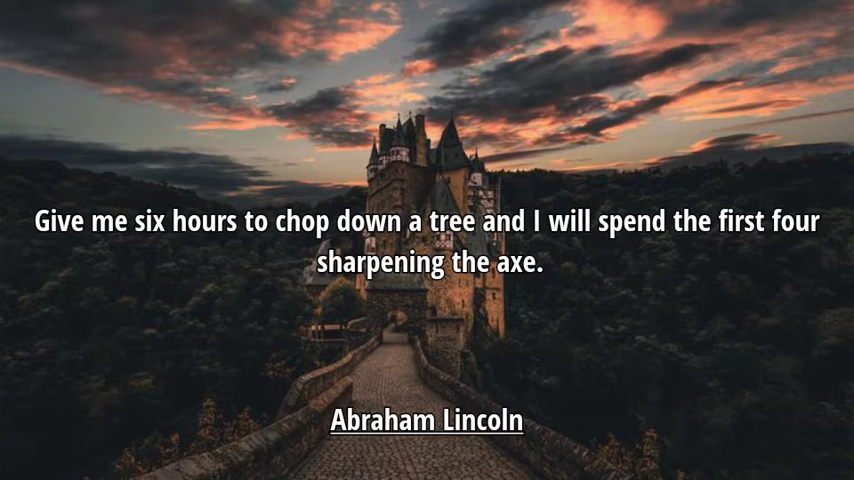 Give me six hours to chop down a tree and I will spend the first four
sharpening the axe.
Abraham Lincoln